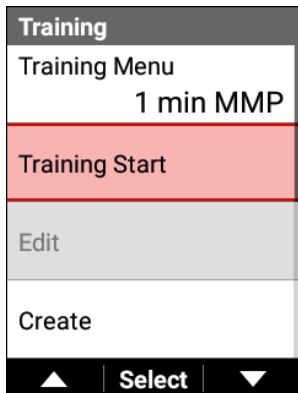 Training
Training Menu
1 min MMP
Training Start
Edit
Create
Select